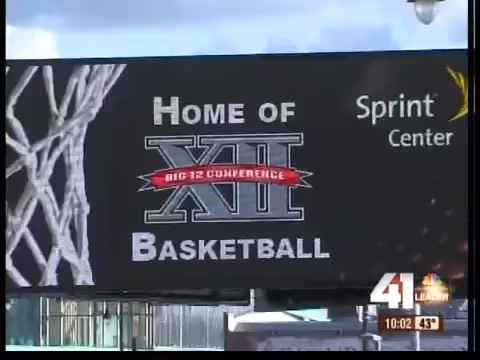 HOME OF
XII
BIG 12 CONFERENCE
BASKETBALL
Sprint
Center
41
LEADER
10:02 43°